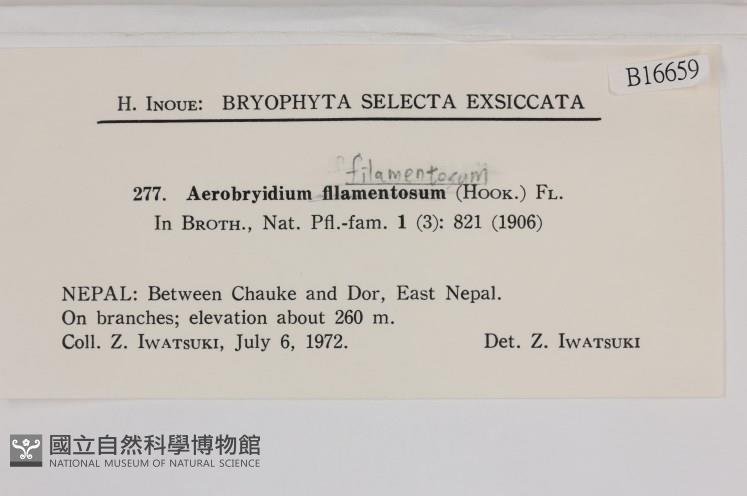 B16659
H. INOUE: BRYOPHYTA SELECTA EXSICCATA
filamentosum
277. Aerobryidium fllamentosum (HOOK.) FL.
In BROTH., Nat. Pfl.-fam. 1 (3): 821 (1906)
NEPAL: Between Chauke and Dor, East Nepal.
On branches; elevation about 260 m.
Coll. Z. IWATSUKI, July 6, 1972. Det. Z. IWATSUKI
國立自然科學博物館
NATIONAL MUSEUM OF NATURAL SCIENCE